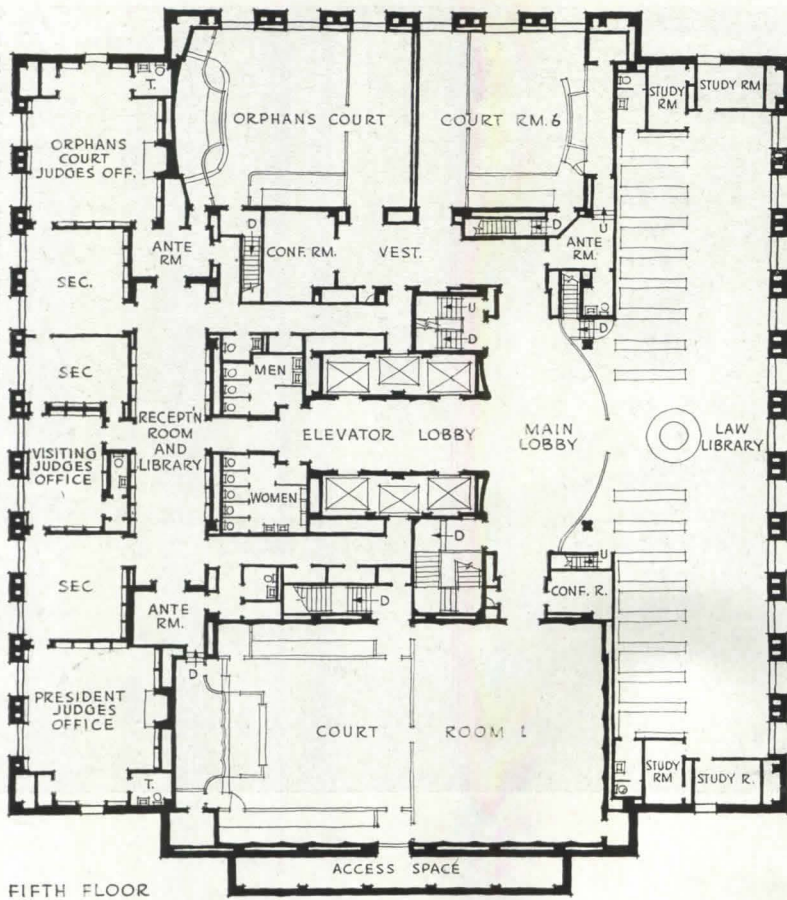 STUDY RM
STUDY
RM
T.
ORPHANS COURT
COURT RM. 6
ORPHANS
COURT
JUDGES OFF.
D
D
U
ANTE
RM
CONF. RM.
VEST.
ANTE
RM.
SEC.
U
D
D
MEN
SEC
RECEPT'N
ROOM
AND
LIBRARY
ELEVATOR LOBBY
MAIN
LOBBY
LAW
LIBRARY
VISITING
JUDGES
OFFICE
WOMEN
D
U
SEC
CONF. R.
D
ANTE
RM.
D
PRESIDENT
JUDGES
OFFICE
COURT ROOM 1
STUDY
RM
STUDY R.
T.
ACCESS SPACE
FIFTH FLOOR